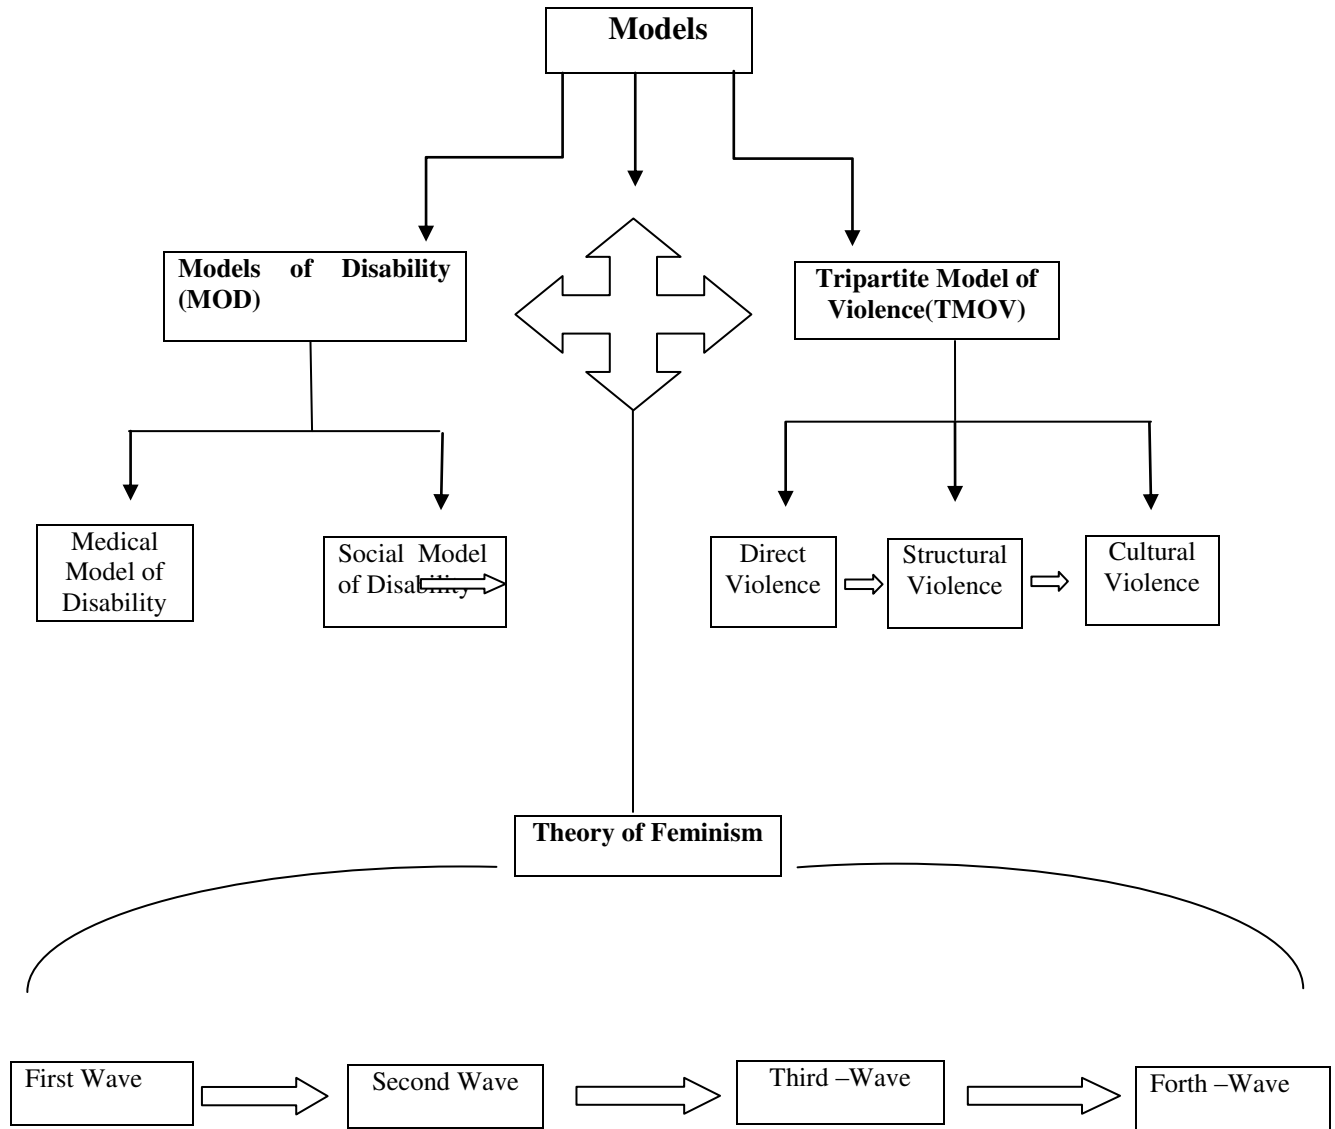 Models
Models of Disability
(MOD)
Tripartite Model of
Violence(TMOV)
Medical
Model of
Disability
Social Model
of Disability
Direct
Violence
Structural
Violence
Cultural
Violence
Theory of Feminism
First Wave
Second Wave
Third –Wave
Forth –Wave